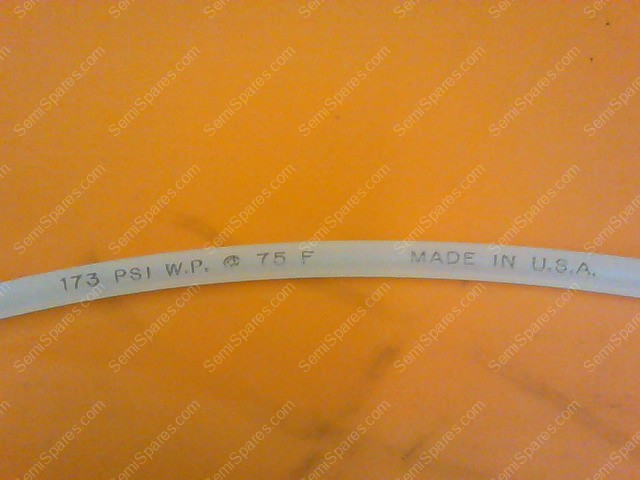 173 PSI W.P. @ 75 F MADE IN U.S.A.
SemiSpares.com